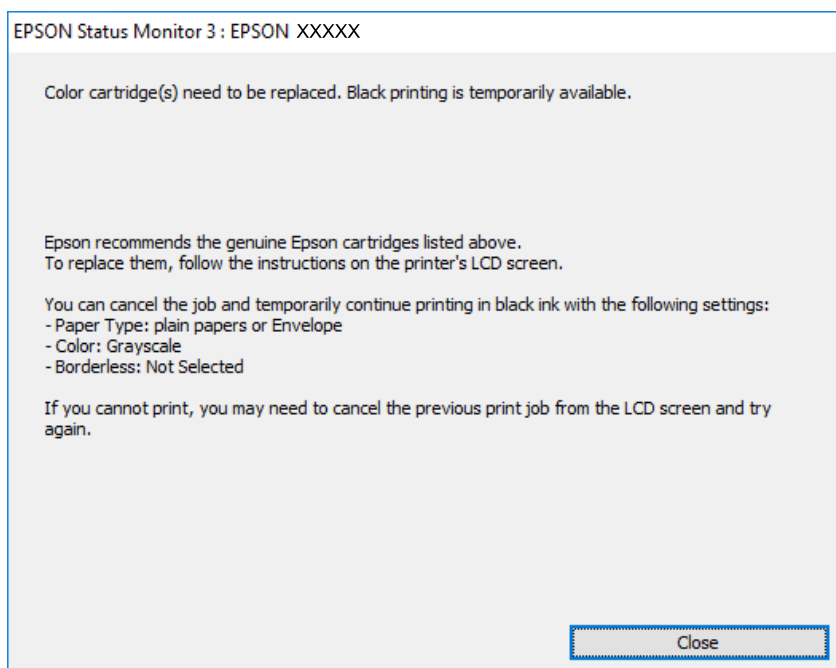 EPSON Status Monitor 3 : EPSON XXXXX
Color cartridge(s) need to be replaced. Black printing is temporarily available.
Epson recommends the genuine Epson cartridges listed above.
To replace them, follow the instructions on the printer's LCD screen.
You can cancel the job and temporarily continue printing in black ink with the following settings:
- Paper Type: plain papers or Envelope
- Color: Grayscale
- Borderless: Not Selected
If you cannot print, you may need to cancel the previous print job from the LCD screen and try
again.
Close